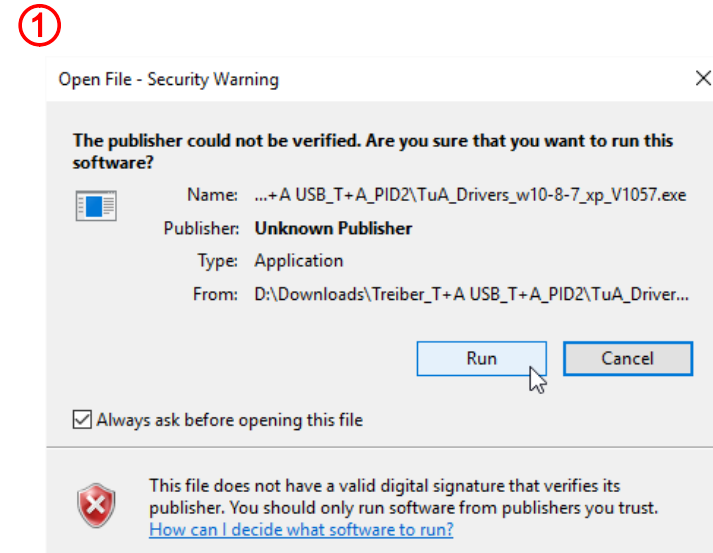 ①
Open File - Security Warning
The publisher could not be verified. Are you sure that you want to run this
software?
Name: ...+A USB_T+A_PID2\TuA_Drivers_w10-8-7_xp_V1057.exe
Publisher: Unknown Publisher
Type: Application
From: D:\Downloads\Treiber_T+A USB_T+A_PID2\TuA_Driver...
Run Cancel
Always ask before opening this file
This file does not have a valid digital signature that verifies its
publisher. You should only run software from publishers you trust.
How can I decide what software to run?